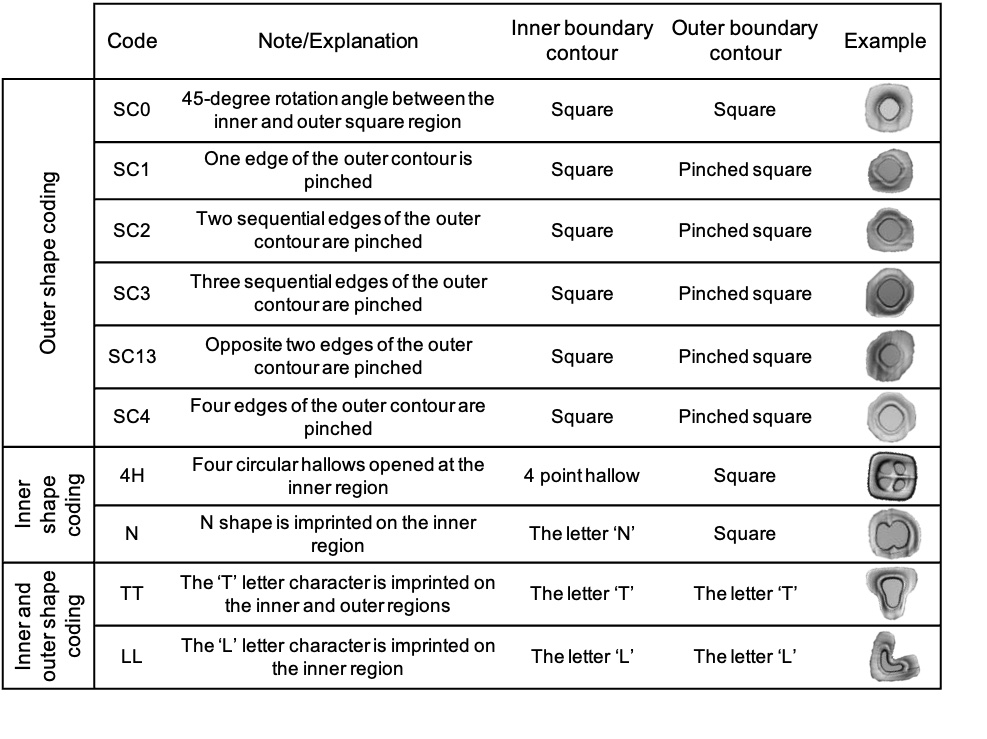 Code
Note/Explanation
Inner boundary
contour
Outer boundary
contour
Example
Outer shape coding
SC0
45-degree rotation angle between the
inner and outer square region
Square
Square
SC1
One edge of the outer contour is
pinched
Square
Pinched square
SC2
Two sequential edges of the outer
contour are pinched
Square
Pinched square
SC3
Three sequential edges of the outer
contour are pinched
Square
Pinched square
SC13
Opposite two edges of the outer
contour are pinched
Square
Pinched square
SC4
Four edges of the outer contour are
pinched
Square
Pinched square
Inner
shape
coding
4H
Four circular hallows opened at the
inner region
4 point hallow
Square
N
N shape is imprinted on the inner
region
The letter ‘N’
Square
Inner and
outer shape
coding
TT
The ‘T’ letter character is imprinted on
the inner and outer regions
The letter ‘T’
The letter ‘T’
LL
The ‘L’ letter character is imprinted on
the inner region
The letter ‘L’
The letter ‘L’